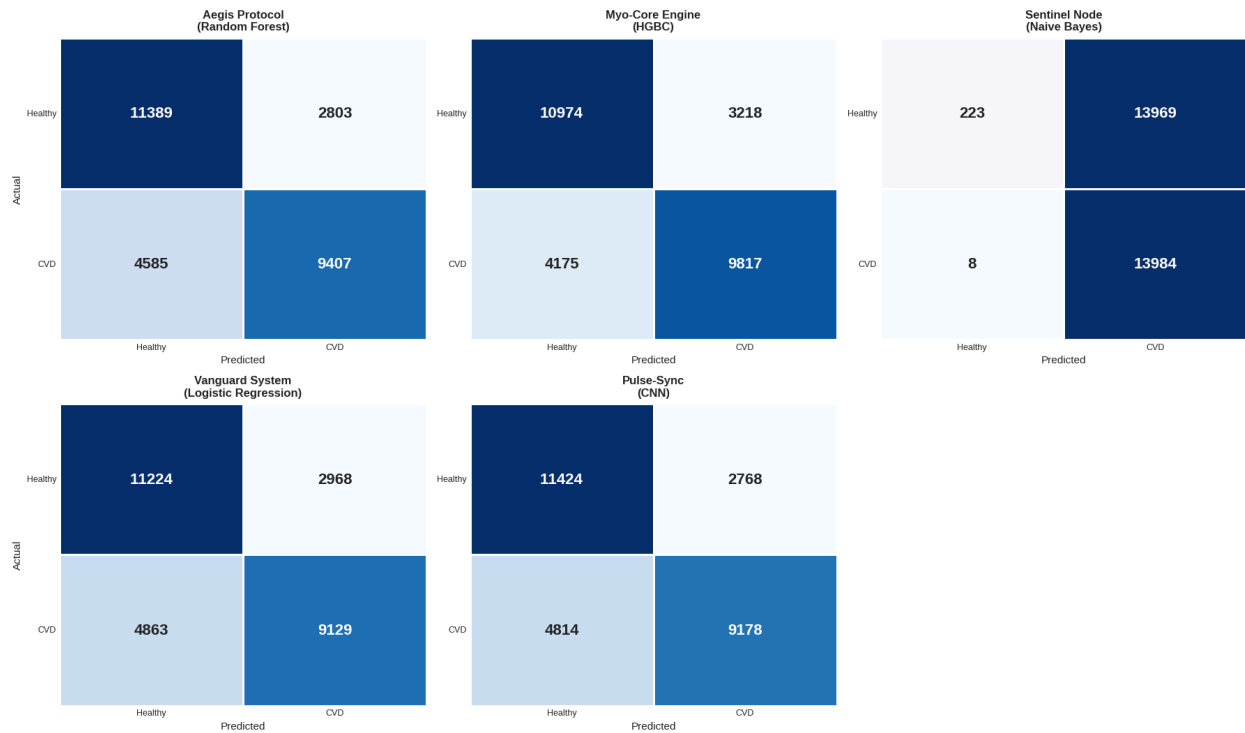 Aegis Protocol
(Random Forest)
Actual
Healthy
11389
2803
CVD
4585
9407
Healthy
CVD
Predicted
Myo-Core Engine
(HGBC)
Healthy
10974
3218
CVD
4175
9817
Healthy
CVD
Predicted
Sentinel Node
(Naive Bayes)
Healthy
223
13969
CVD
8
13984
Healthy
CVD
Predicted
Vanguard System
(Logistic Regression)
Actual
Healthy
11224
2968
CVD
4863
9129
Healthy
CVD
Predicted
Pulse-Sync
(CNN)
Healthy
11424
2768
CVD
4814
9178
Healthy
CVD
Predicted